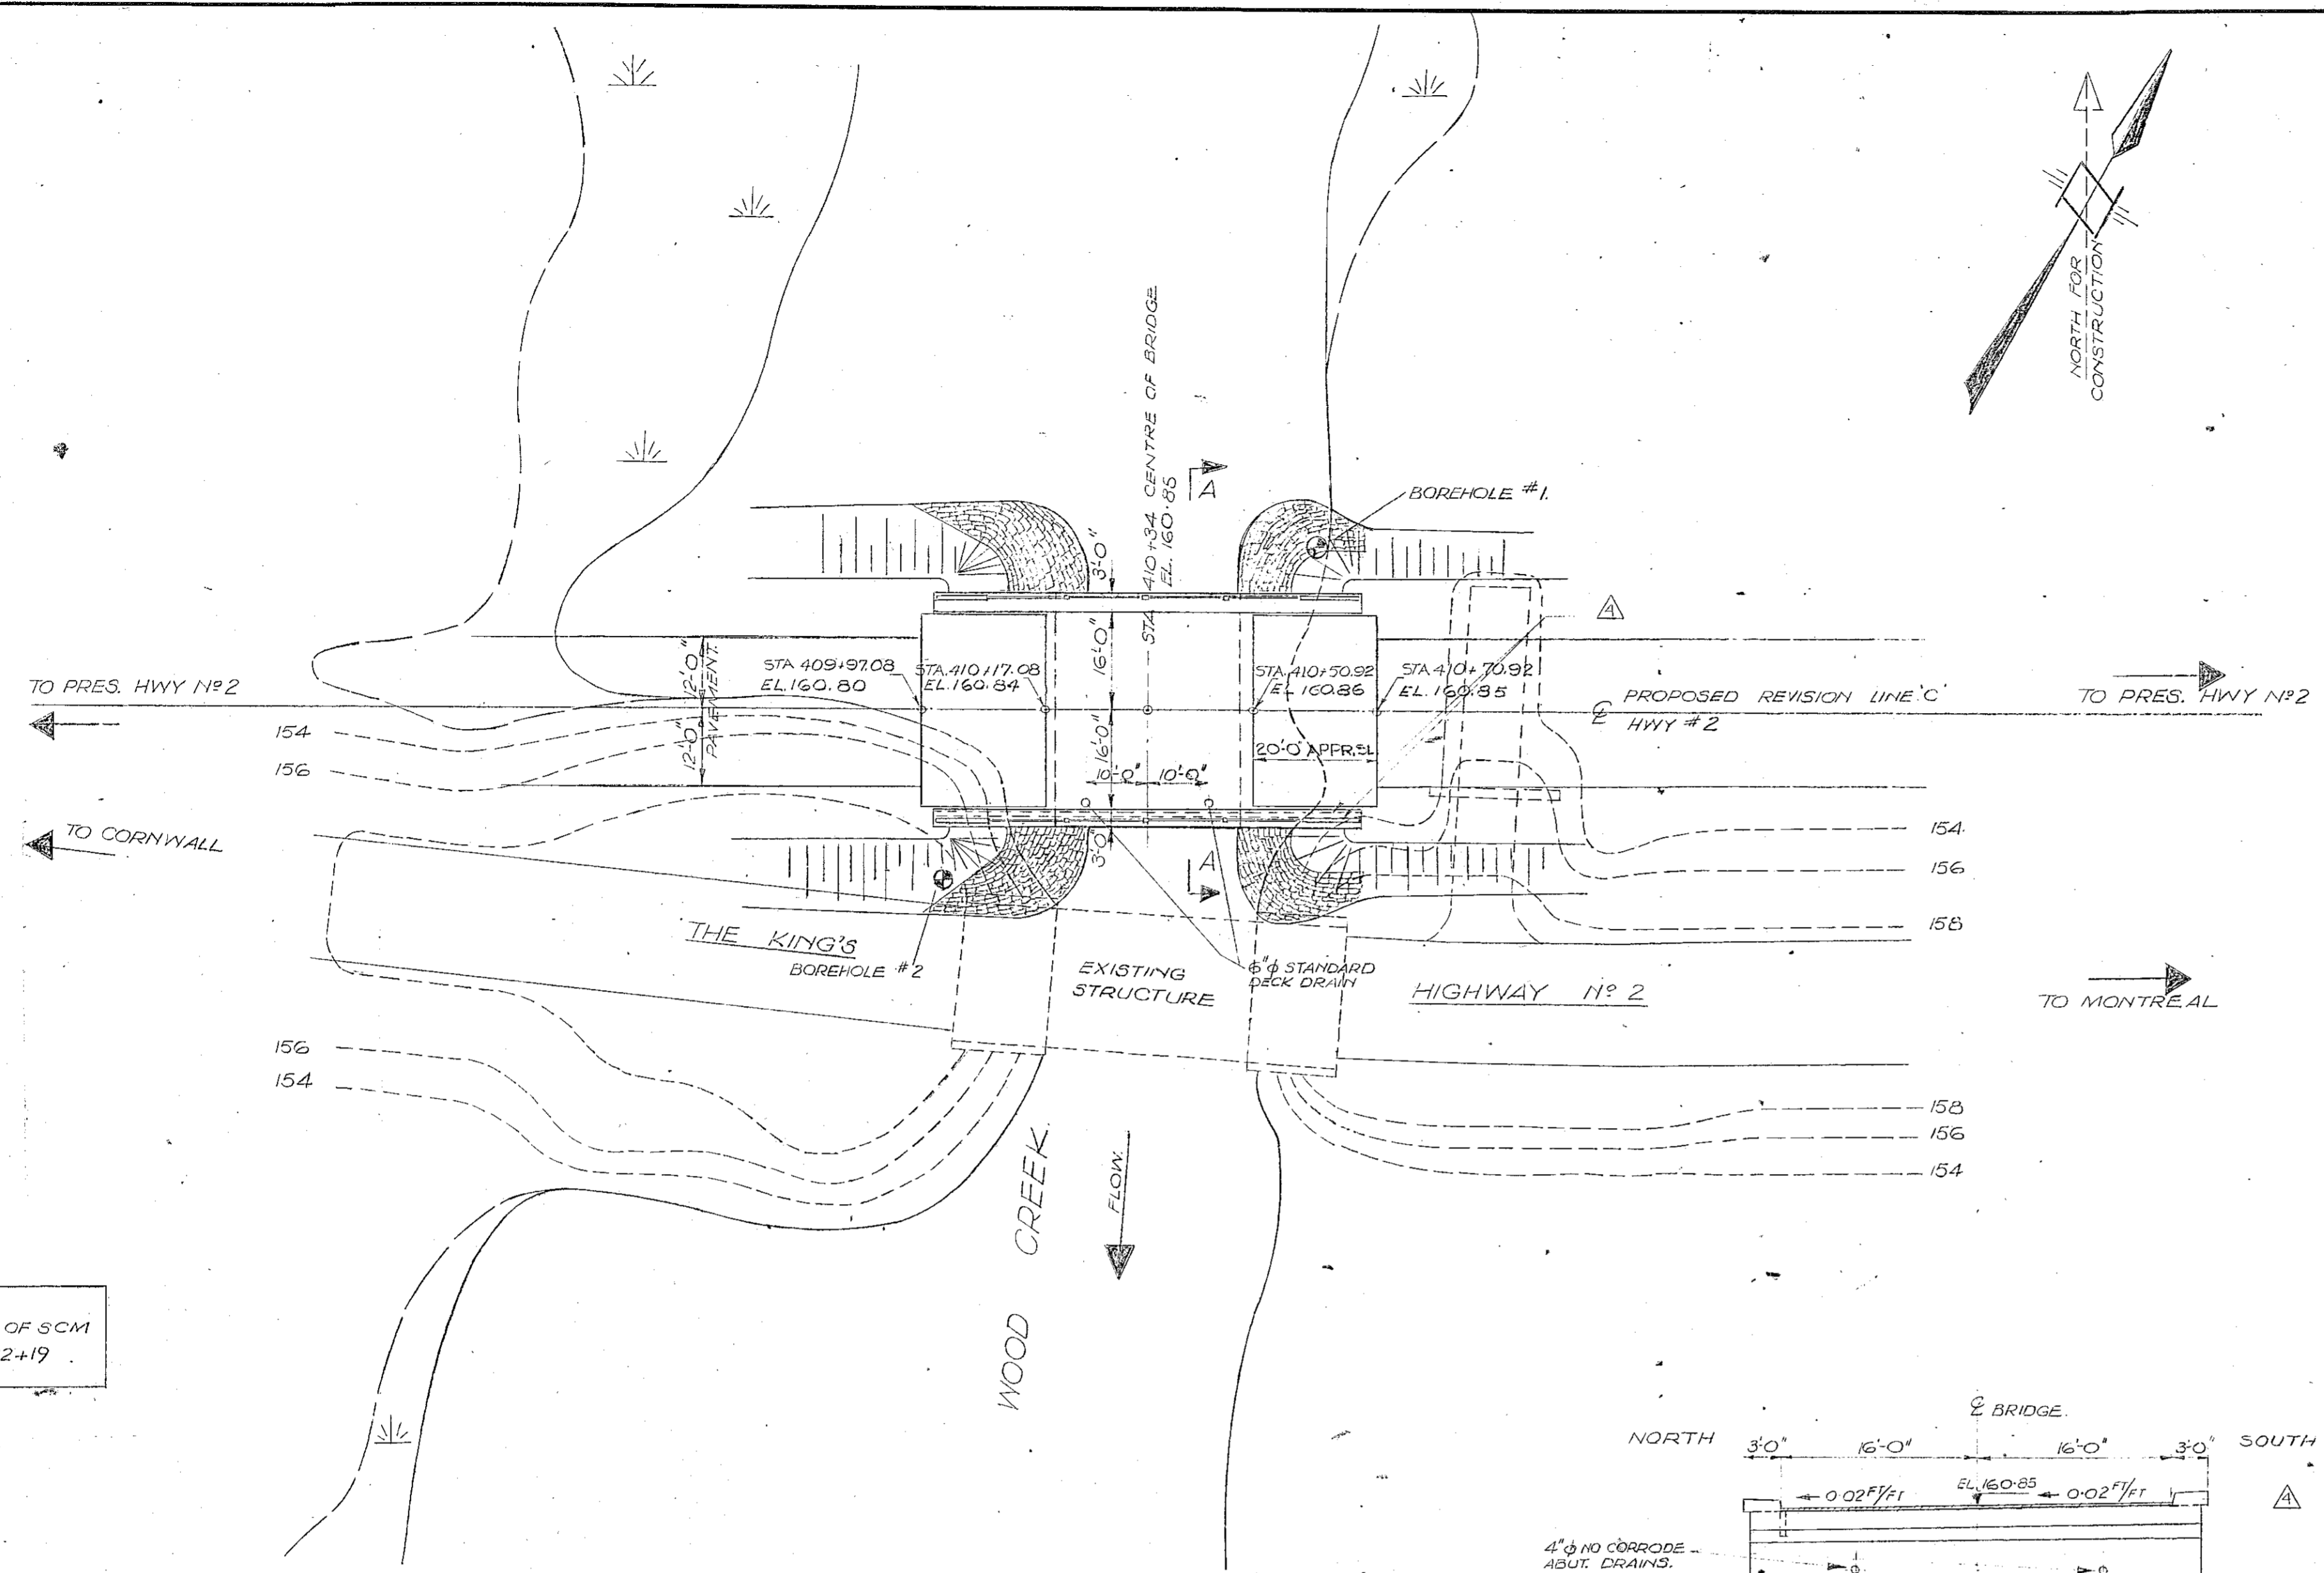 NORTH FOR
CONSTRUCTION
STA 410+34 CENTRE OF BRIDGE
EL. 160.85
A
BOREHOLE #1.
3'-0"
4
16'-0"
12'-0"
PAVEMENT.
12'-0"
STA 409+97.08
EL. 160.80
STA. 410+17.08
EL. 160.84
STA. 410+50.92
EL 160.86
STA 410+70.92
EL. 160.85
TO PRES. HWY Nº2
℄ PROPOSED REVISION LINE 'C'
HWY #2
TO PRES. HWY Nº2
154
156
16'-0"
20'-0" APPR. SL
10'-0" 10'-0"
TO CORNWALL
3'-0"
A
154
156
158
THE KING'S
BOREHOLE #2
EXISTING
STRUCTURE
6"ϕ STANDARD
DECK DRAIN
HIGHWAY Nº 2
TO MONTREAL
156
154
158
156
154
WOOD CREEK.
FLOW.
OF SCM
2+19
℄ BRIDGE.
NORTH 3'-0" 16'-0" 16'-0" 3'-0" SOUTH
0.02 FT/FT EL. 160.85 0.02 FT/FT
4
4"ϕ NO CORRODE
ABUT. DRAINS.